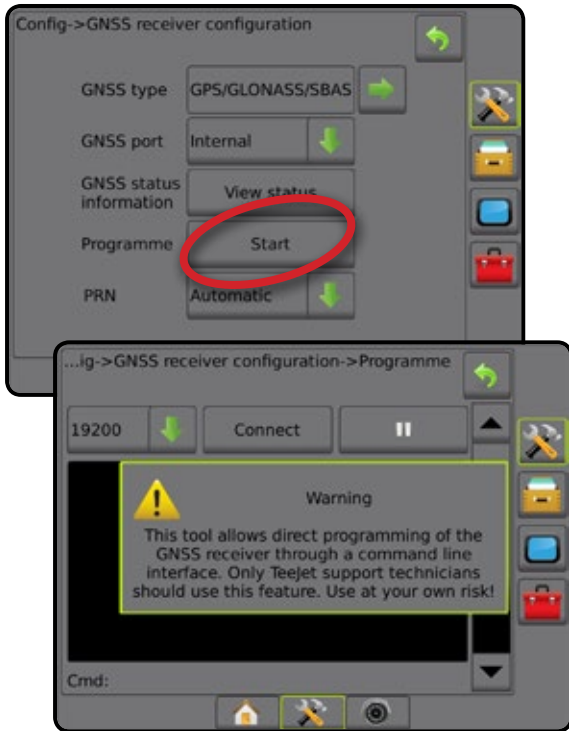 Config->GNSS receiver configuration
GNSS type GPS/GLONASS/SBAS
GNSS port Internal
GNSS status
information View status
Programme Start
PRN Automatic
...ig->GNSS receiver configuration->Programme
19200 Connect
Warning
This tool allows direct programming of the
GNSS receiver through a command line
interface. Only TeeJet support technicians
should use this feature. Use at your own risk!
Cmd: